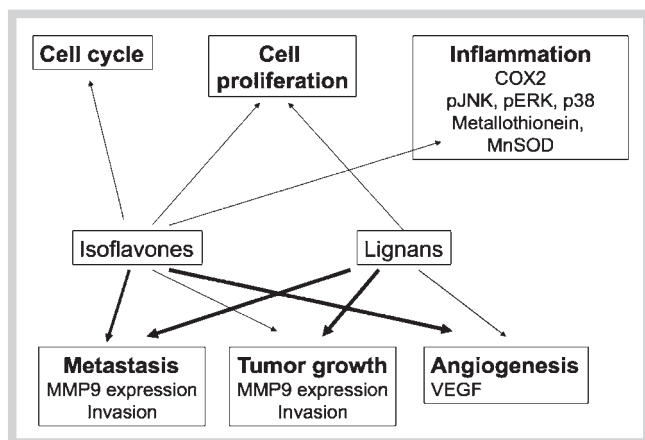 Cell cycle
Cell
proliferation
Inflammation
COX2
pJNK, pERK, p38
Metallothionein,
MnSOD
Isoflavones
Lignans
Metastasis
MMP9 expression
Invasion
Tumor growth
MMP9 expression
Invasion
Angiogenesis
VEGF